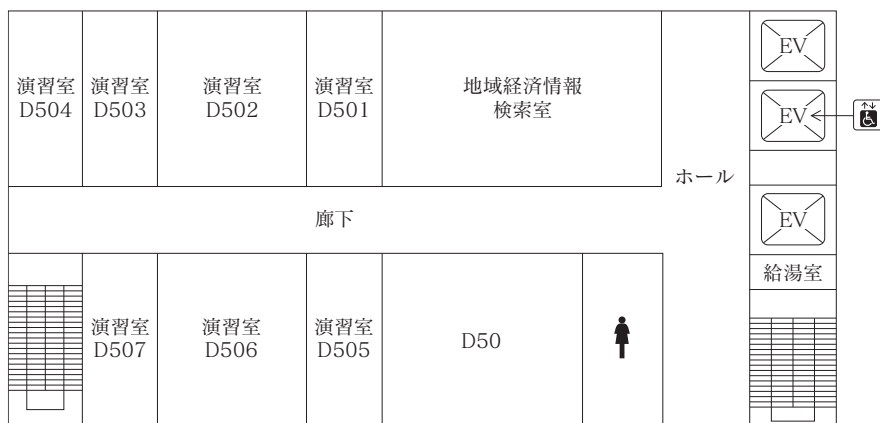 演習室
D504
演習室
D503
演習室
D502
演習室
D501
地域経済情報
検索室
EV
EV
ホール
EV
廊下
給湯室
演習室
D507
演習室
D506
演習室
D505
D50